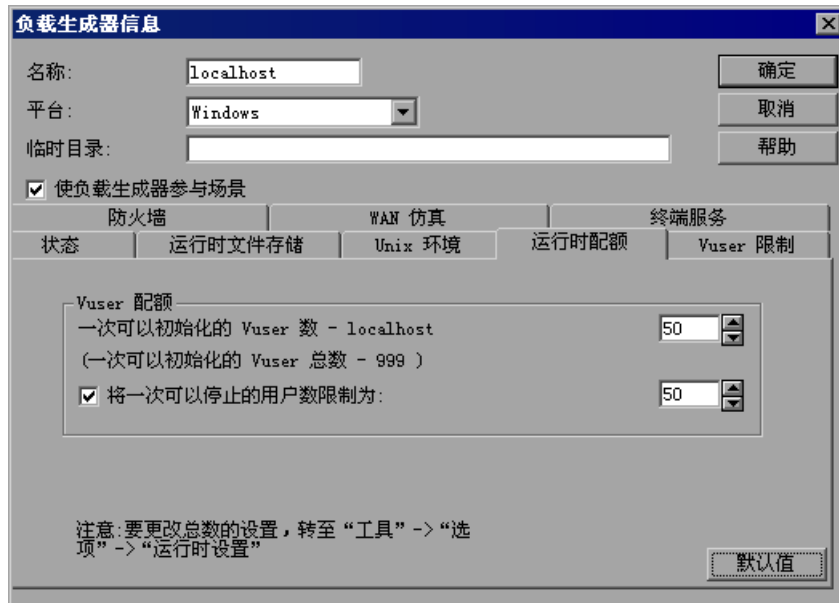 负载生成器信息
名称:
localhost
确定
平台:
Windows
取消
临时目录:
帮助
使负载生成器参与场景
防火墙
WAN 仿真
终端服务
状态
运行时文件存储
Unix 环境
运行时配额
Vuser 限制
Vuser 配额
一次可以初始化的 Vuser 数 - localhost
50
(一次可以初始化的 Vuser 总数 - 999 )
将一次可以停止的用户数限制为:
50
注意:要更改总数的设置，转至“工具”->“选
项”->“运行时设置”
默认值